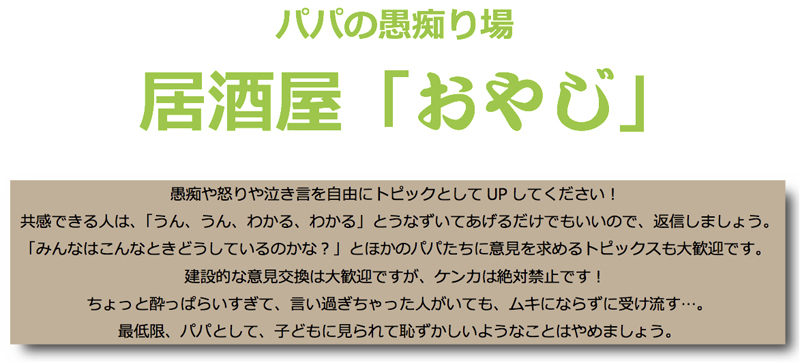 パパの愚痴り場
居酒屋「おやじ」
愚痴や怒りや泣き言を自由にトピックとして UP してください！
共感できる人は、「うん、うん、わかる、わかる」とうなずいてあげるだけでもいいので、返信しましょう。
「みんなはこんなときどうしているのかな？」とほかのパパたちに意見を求めるトピックスも大歓迎です。
建設的な意見交換は大歓迎ですが、ケンカは絶対禁止です！
ちょっと酔っぱらいすぎて、言い過ぎちゃった人がいても、ムキにならずに受け流す…。
最低限、パパとして、子どもに見られて恥ずかしいようなことはやめましょう。